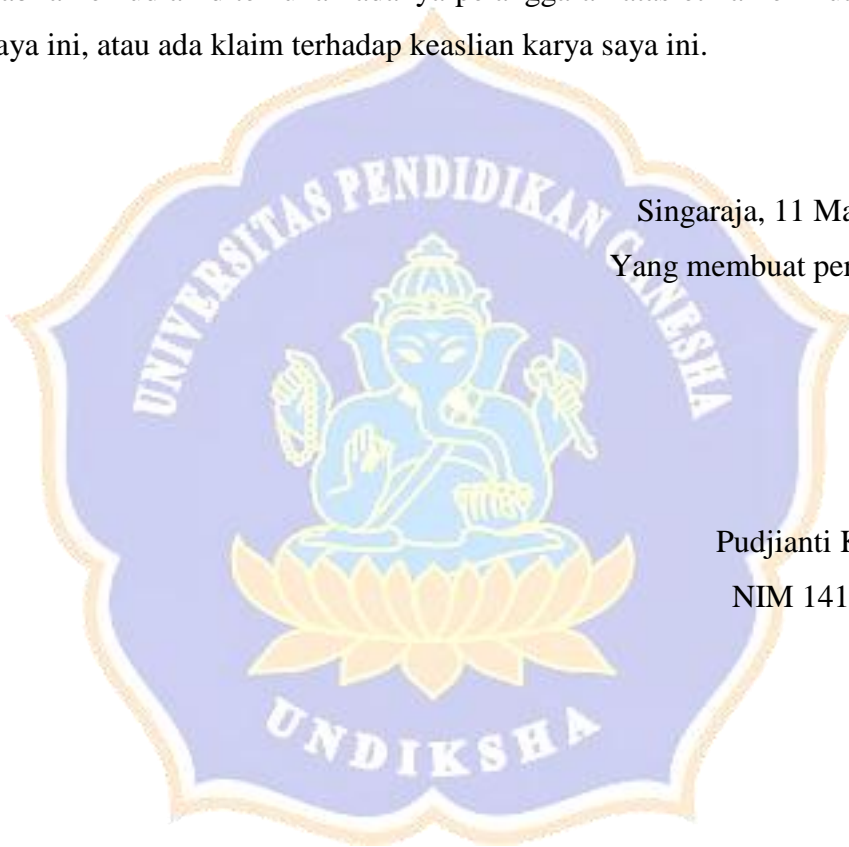 aya ini, atau ada klaim terhadap keaslian karya saya ini.
UNIVERSITAS PENDIDIKAN GANESHA
Singaraja, 11 Ma
Yang membuat per
Pudjianti K
NIM 141
UNDIKSHA